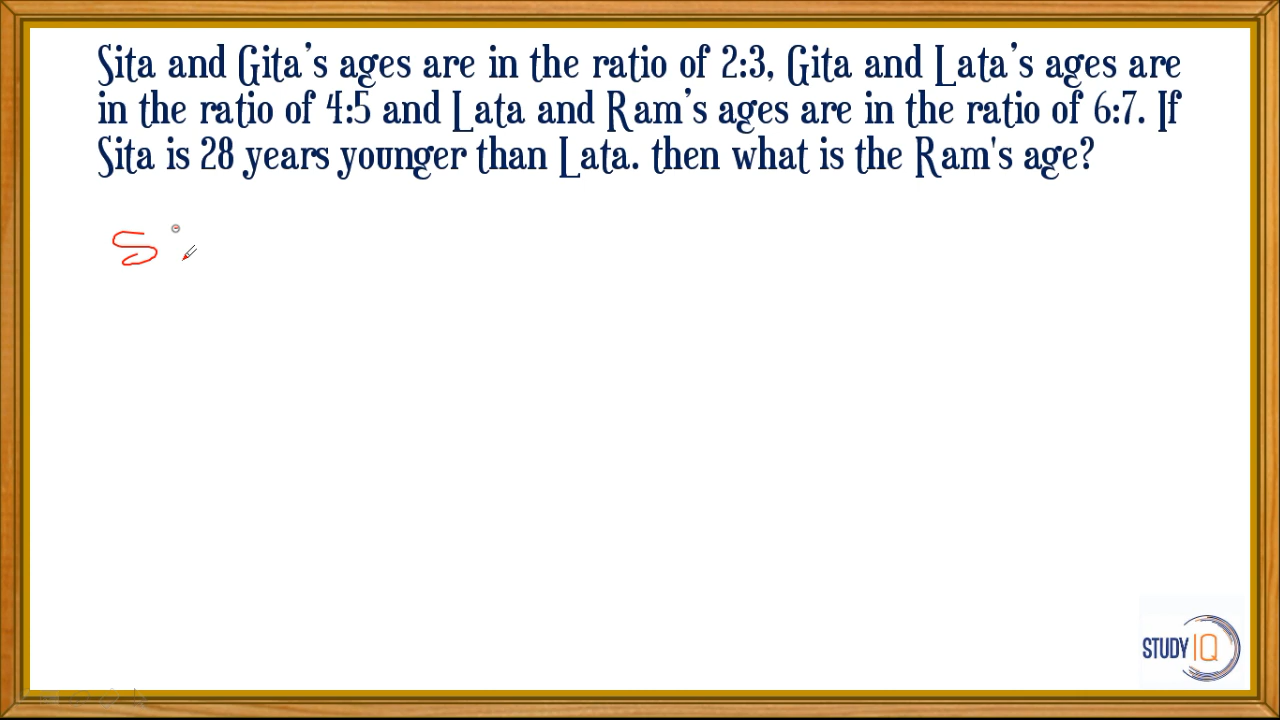 Sita and Gita's ages are in the ratio of 2:3, Gita and Lata's ages are
in the ratio of 4:5 and Lata and Ram's ages are in the ratio of 6:7. If
Sita is 28 years younger than Lata. then what is the Ram's age?
S
STUDY IQ